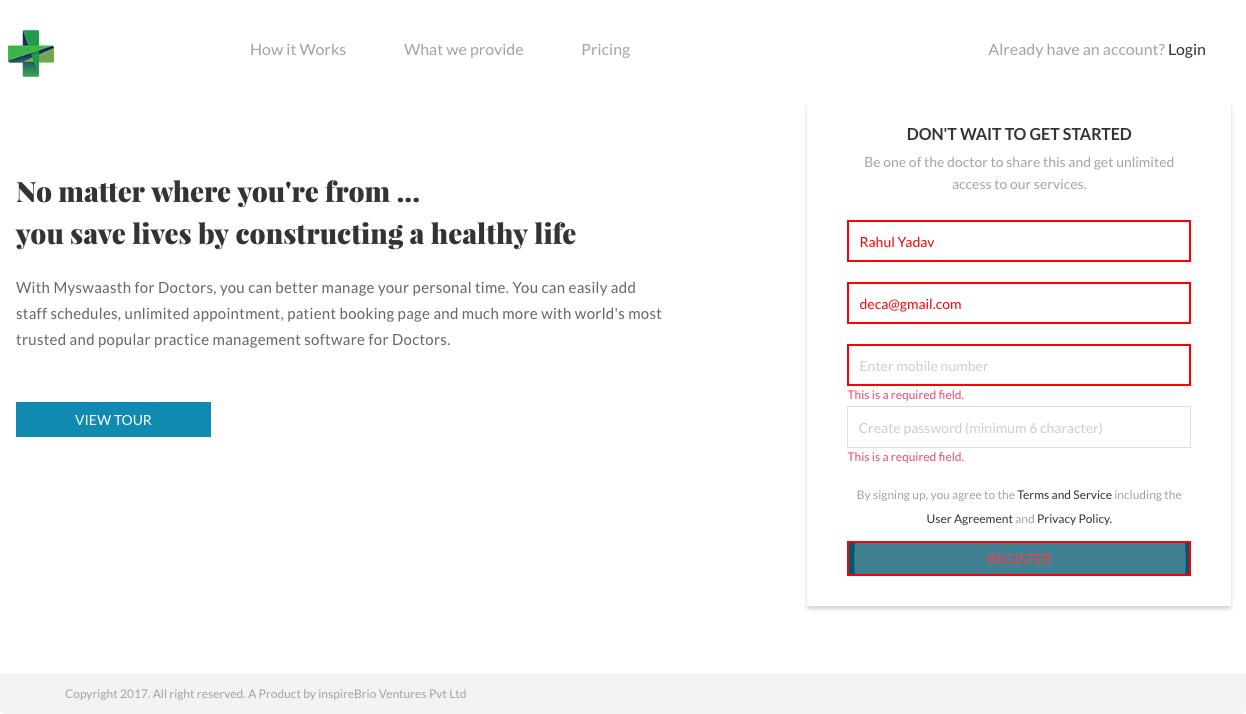 How it Works
What we provide
Pricing
Already have an account? Login
No matter where you're from ...
you save lives by constructing a healthy life
With Myswaasth for Doctors, you can better manage your personal time. You can easily add
staff schedules, unlimited appointment, patient booking page and much more with world's most
trusted and popular practice management software for Doctors.
VIEW TOUR
DON'T WAIT TO GET STARTED
Be one of the doctor to share this and get unlimited
access to our services.
Rahul Yadav
deca@gmail.com
Enter mobile number
This is a required field.
Create password (minimum 6 character)
This is a required field.
By signing up, you agree to the Terms and Service including the
User Agreement and Privacy Policy.
REGISTER
Copyright 2017. All right reserved. A Product by inspireBrio Ventures Pvt Ltd